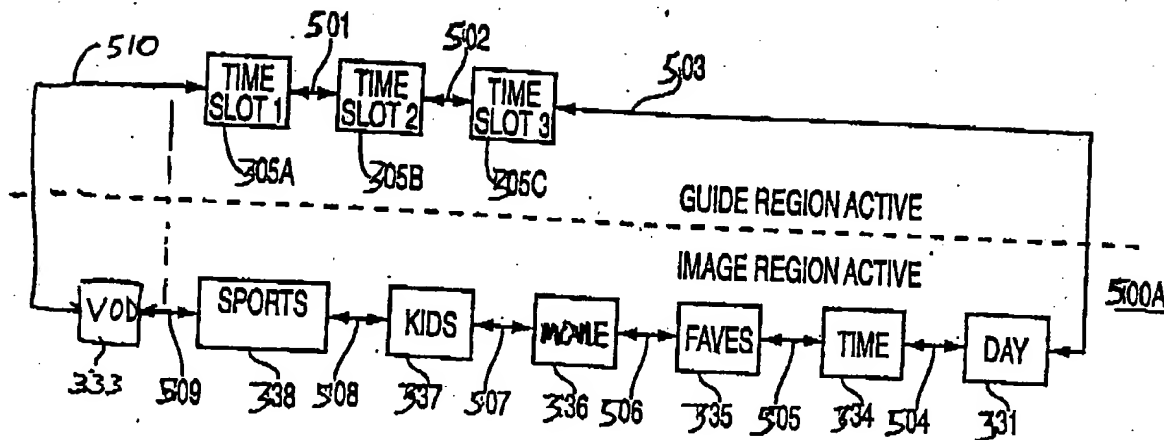 510
501
502
503
TIME SLOT 1
TIME SLOT 2
TIME SLOT 3
305A
305B
305C
GUIDE REGION ACTIVE
IMAGE REGION ACTIVE
500A
VOD
SPORTS
KIDS
MOVIE
FAVES
TIME
DAY
333
509
338
508
337
507
336
506
335
505
334
504
331